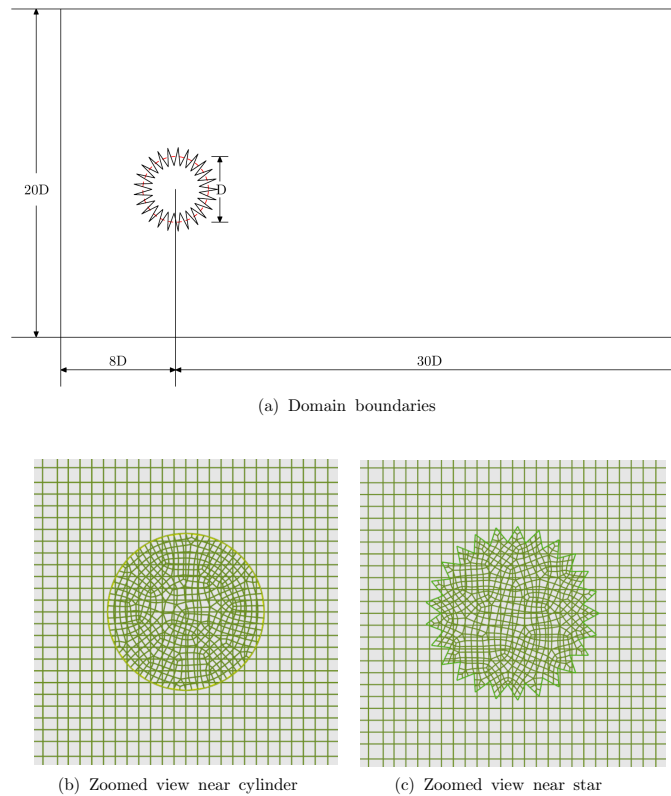 20D
D
8D
30D
(a) Domain boundaries
(b) Zoomed view near cylinder
(c) Zoomed view near star